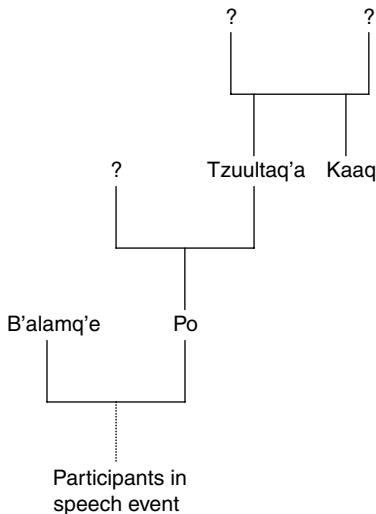 ? ?
? Tzuultaq’a Kaaq
B’alamq’e Po
Participants in
speech event